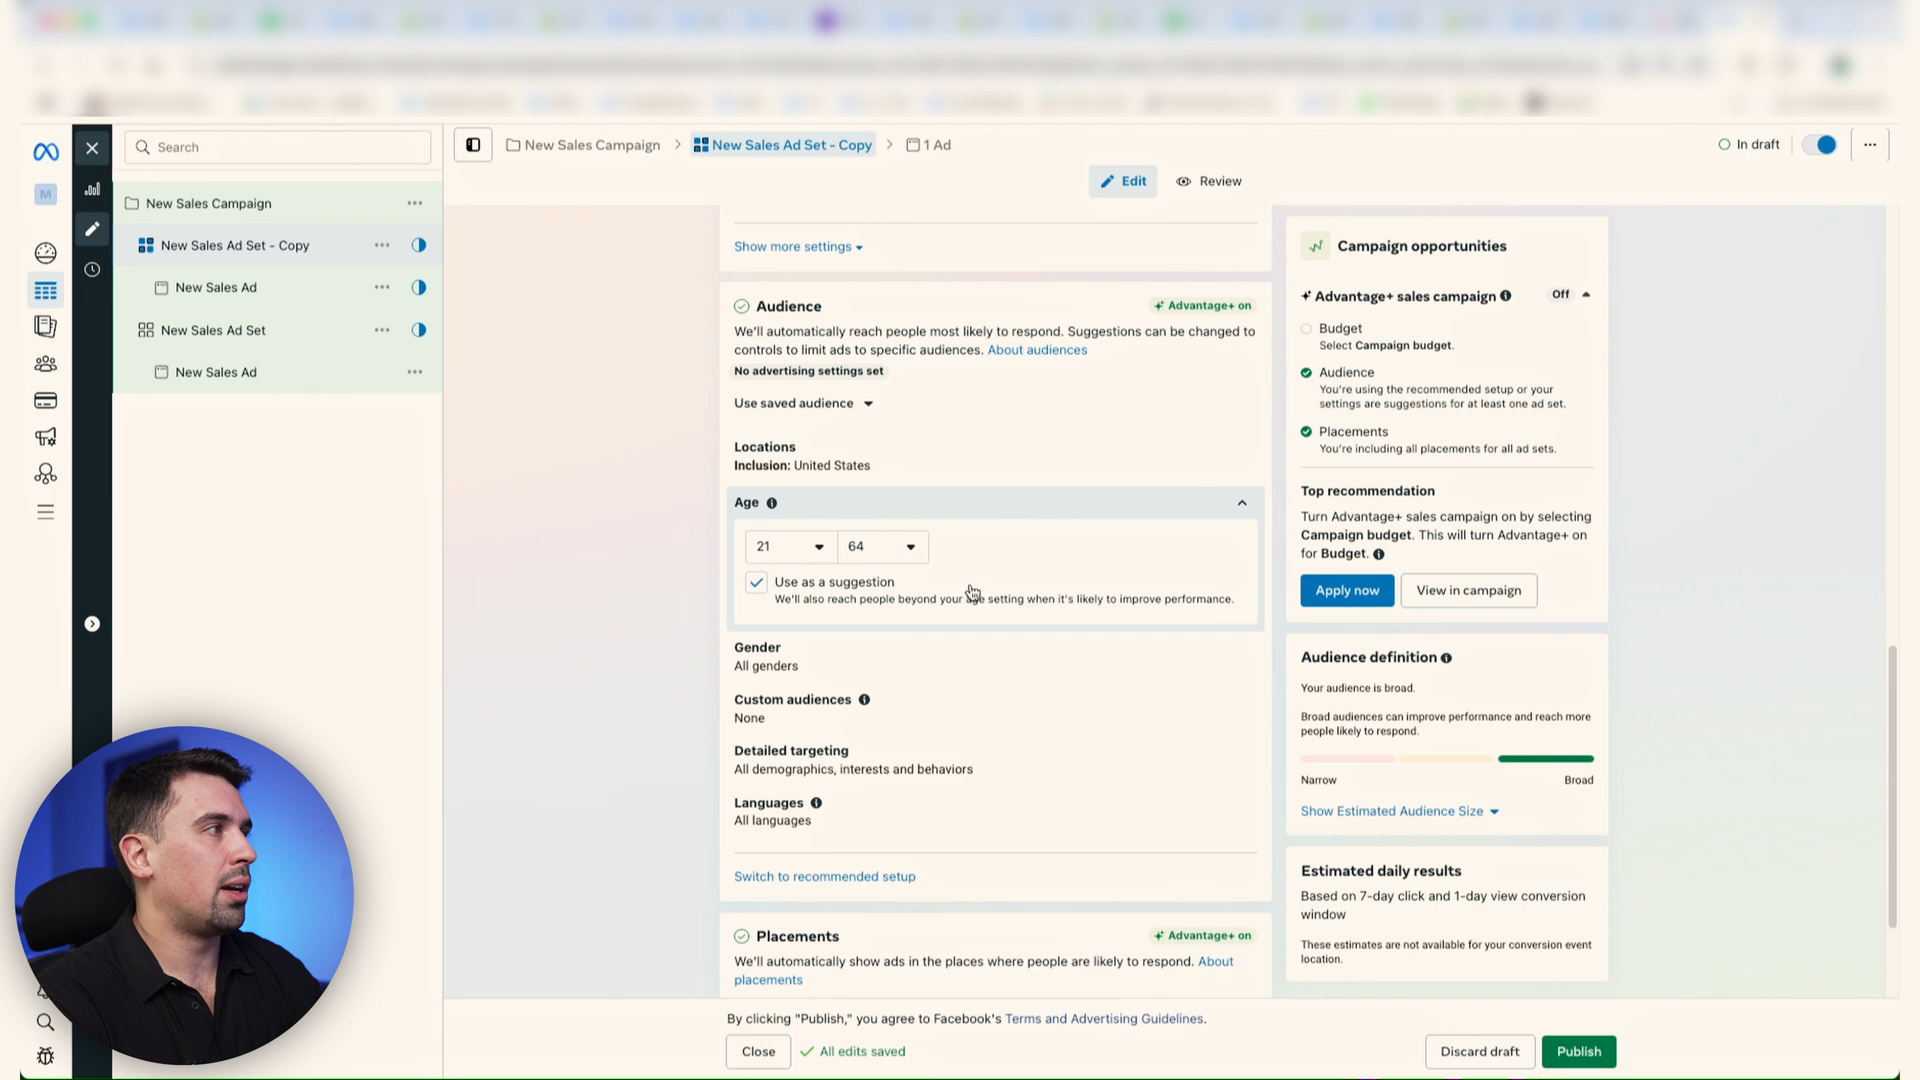 Search
New Sales Campaign
New Sales Ad Set - Copy
New Sales Ad
New Sales Ad Set
New Sales Ad
M
New Sales Campaign
New Sales Ad Set - Copy
1 Ad
In draft
Edit
Review
Show more settings
Audience
Advantage+ on
We'll automatically reach people most likely to respond. Suggestions can be changed to
controls to limit ads to specific audiences. About audiences
No advertising settings set
Use saved audience
Locations
Inclusion: United States
Age
21
64
Use as a suggestion
We'll also reach people beyond your age setting when it's likely to improve performance.
Gender
All genders
Custom audiences
None
Detailed targeting
All demographics, interests and behaviors
Languages
All languages
Switch to recommended setup
Placements
Advantage+ on
We'll automatically show ads in the places where people are likely to respond. About
placements
Campaign opportunities
Advantage+ sales campaign
Off
Budget
Select Campaign budget.
Audience
You're using the recommended setup or your
settings are suggestions for at least one ad set.
Placements
You're including all placements for all ad sets.
Top recommendation
Turn Advantage+ sales campaign on by selecting
Campaign budget. This will turn Advantage+ on
for Budget.
Apply now
View in campaign
Audience definition
Your audience is broad.
Broad audiences can improve performance and reach more
people likely to respond.
Narrow
Broad
Show Estimated Audience Size
Estimated daily results
Based on 7-day click and 1-day view conversion
window
These estimates are not available for your conversion event
location.
By clicking "Publish," you agree to Facebook's Terms and Advertising Guidelines.
Close
All edits saved
Discard draft
Publish